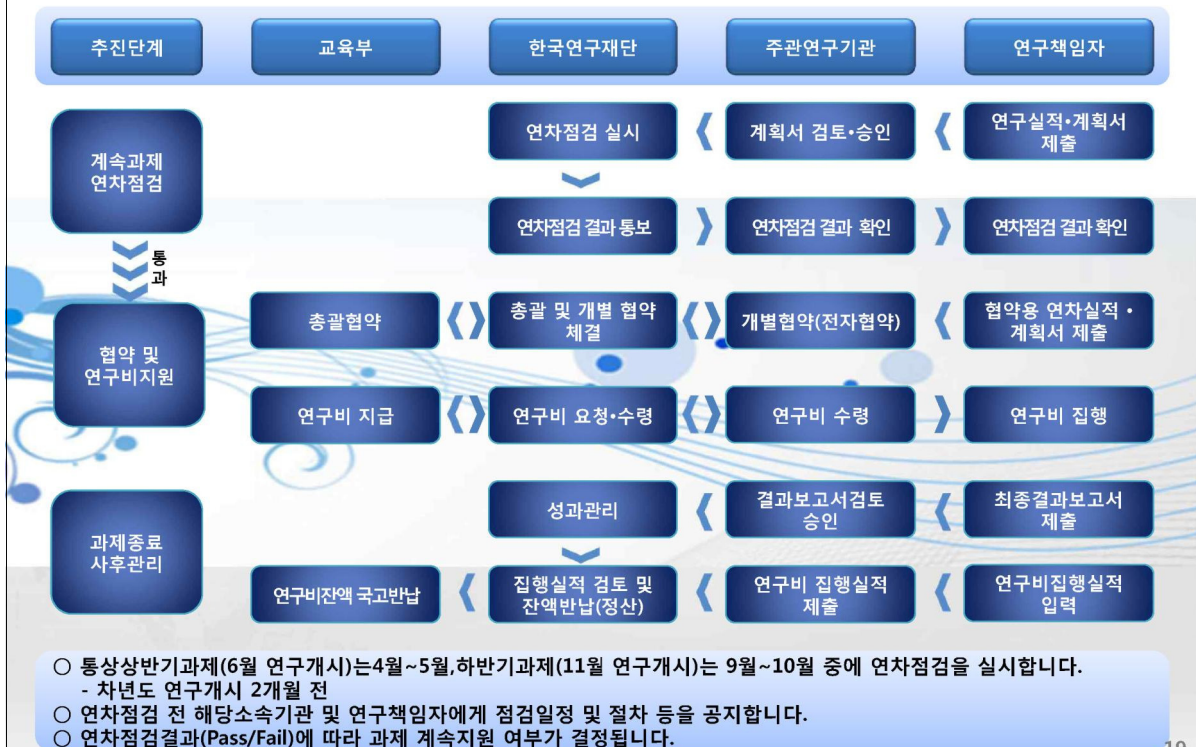 추진단계
교육부
한국연구재단
주관연구기관
연구책임자
계속과제
연차점검
연차점검 실시
계획서 검토•승인
연구실적•계획서
제출
연차점검 결과 통보
연차점검 결과 확인
연차점검 결과 확인
통
과
협약 및
연구비지원
총괄협약
총괄 및 개별 협약
체결
개별협약(전자협약)
협약용 연차실적 •
계획서 제출
연구비 지급
연구비 요청•수령
연구비 수령
연구비 집행
과제종료
사후관리
성과관리
결과보고서검토
승인
최종결과보고서
제출
연구비잔액 국고반납
집행실적 검토 및
잔액반납(정산)
연구비 집행실적
제출
연구비집행실적
입력
○ 통상상반기과제(6월 연구개시)는4월~5월,하반기과제(11월 연구개시)는 9월~10월 중에 연차점검을 실시합니다.
- 차년도 연구개시 2개월 전
○ 연차점검 전 해당소속기관 및 연구책임자에게 점검일정 및 절차 등을 공지합니다.
○ 연차점검결과(Pass/Fail)에 따라 과제 계속지원 여부가 결정됩니다.